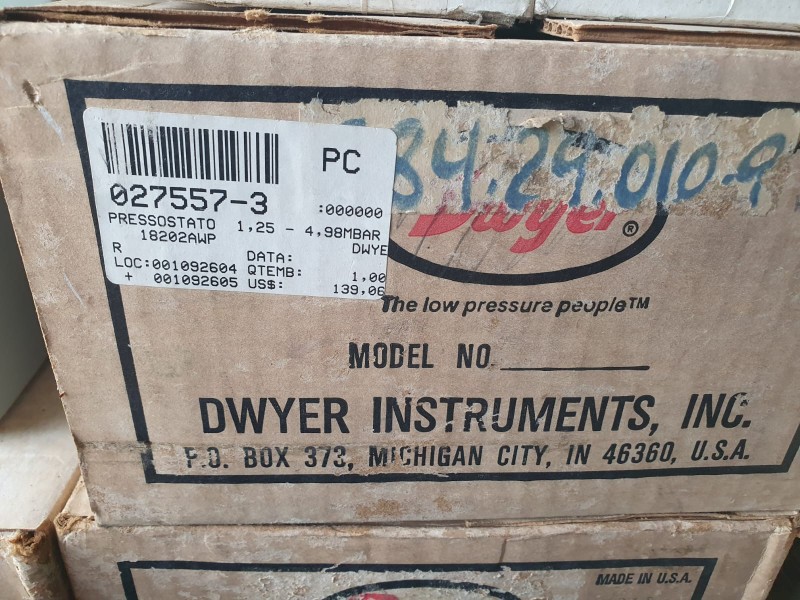 PC
027557-3 :000000
PRESSOSTATO 1,25 - 4,98MBAR
18202AWP DWYE
R DATA:
LOC:001092604 QTEMB: 1,00
+ 001092605 US$: 139,06
84.29.010-9
Dwyer®
The low pressure people™
MODEL NO.
DWYER INSTRUMENTS, INC.
P.O. BOX 373, MICHIGAN CITY, IN 46360, U.S.A.
MADE IN U.S.A.